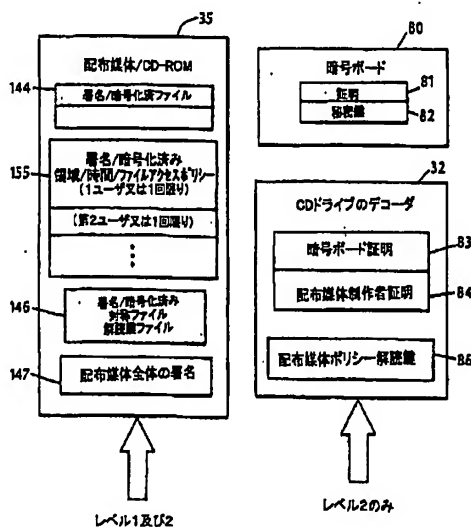 35
配布媒体/CD-ROM
144
署名/暗号化済ファイル
155
署名/暗号化済み
領域/時間/ファイルアクセスポリシー
(1ユーザ又は1回限り)
(第2ユーザ又は1回限り)
146
署名/暗号化済み
対称ファイル
解読鍵ファイル
147
配布媒体全体の署名
レベル1及び2
80
暗号ボード
証明
81
秘密鍵
82
32
CDドライブのデコーダ
暗号ボード証明
83
配布媒体制作者証明
84
配布媒体ポリシー解読鍵
86
レベル2のみ